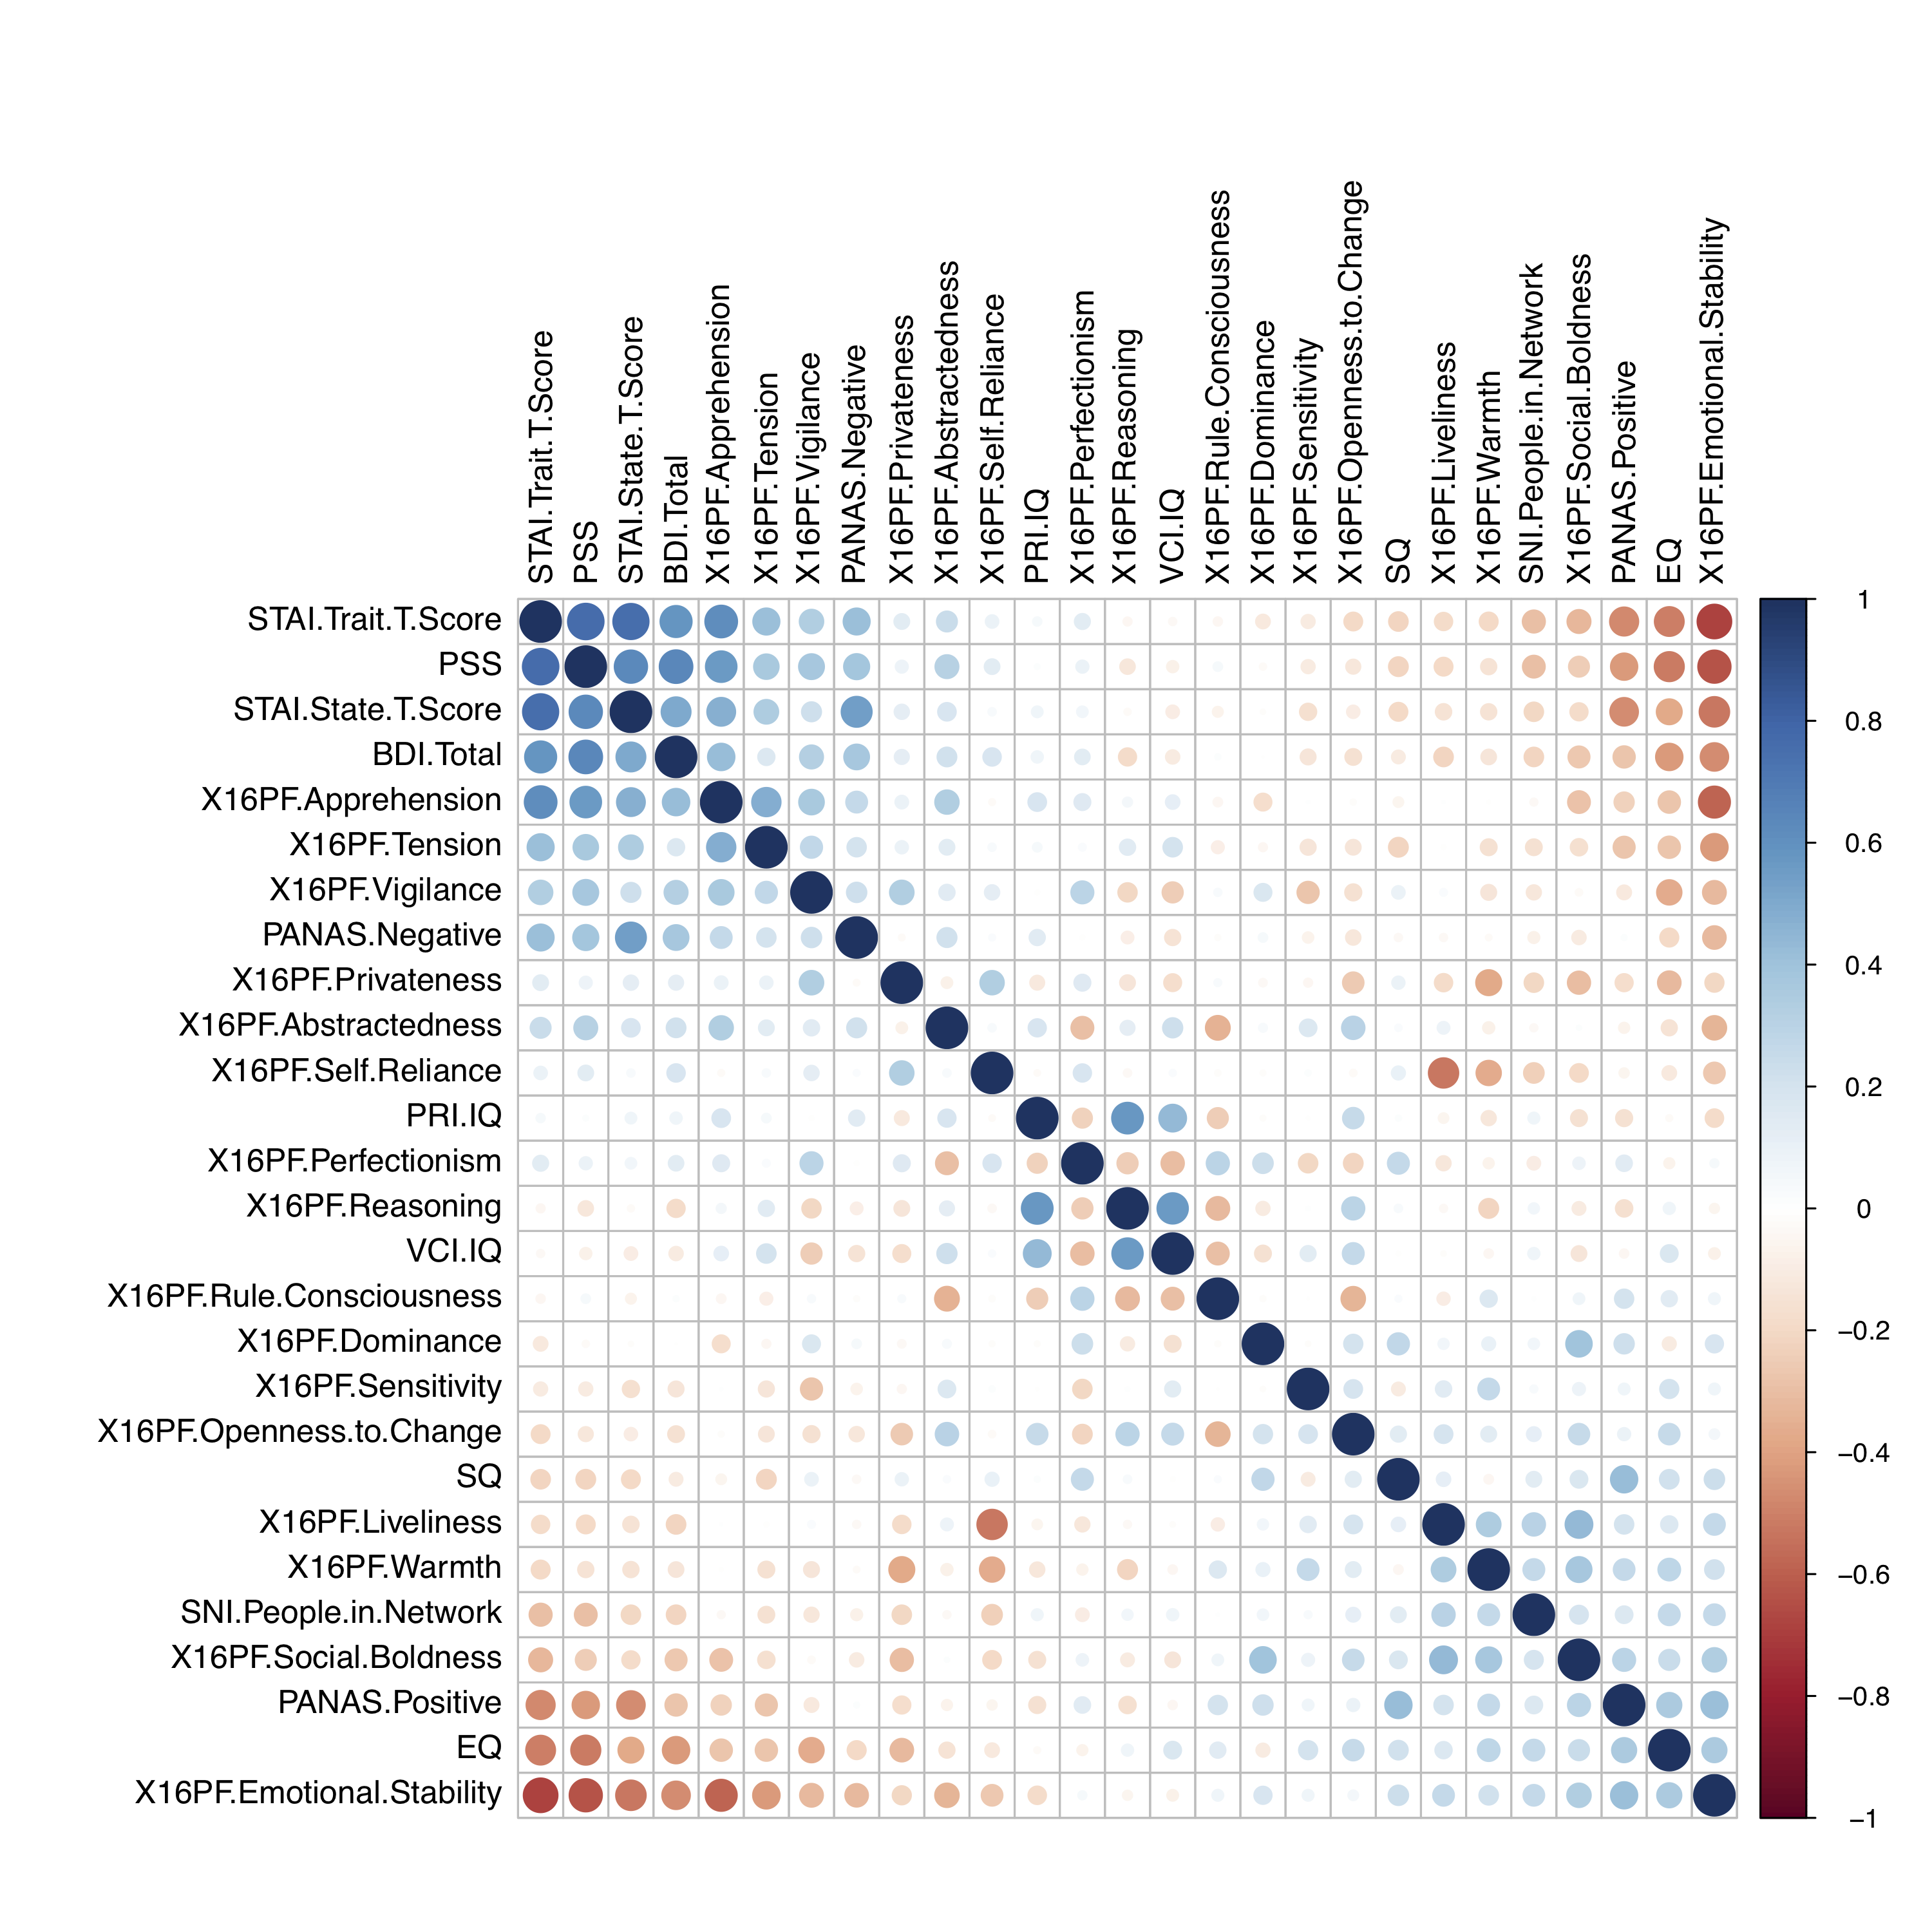 STAI.Trait.T.Score
PSS
STAI.State.T.Score
BDI.Total
X16PF.Apprehension
X16PF.Tension
X16PF.Vigilance
PANAS.Negative
X16PF.Privateness
X16PF.Abstractedness
X16PF.Self.Reliance
PRI.IQ
X16PF.Perfectionism
X16PF.Reasoning
VCI.IQ
X16PF.Rule.Consciousness
X16PF.Dominance
X16PF.Sensitivity
X16PF.Openness.to.Change
SQ
X16PF.Liveliness
X16PF.Warmth
SNI.People.in.Network
X16PF.Social.Boldness
PANAS.Positive
EQ
X16PF.Emotional.Stability
STAI.Trait.T.Score
PSS
STAI.State.T.Score
BDI.Total
X16PF.Apprehension
X16PF.Tension
X16PF.Vigilance
PANAS.Negative
X16PF.Privateness
X16PF.Abstractedness
X16PF.Self.Reliance
PRI.IQ
X16PF.Perfectionism
X16PF.Reasoning
VCI.IQ
X16PF.Rule.Consciousness
X16PF.Dominance
X16PF.Sensitivity
X16PF.Openness.to.Change
SQ
X16PF.Liveliness
X16PF.Warmth
SNI.People.in.Network
X16PF.Social.Boldness
PANAS.Positive
EQ
X16PF.Emotional.Stability
1
0.8
0.6
0.4
0.2
0
−0.2
−0.4
−0.6
−0.8
−1